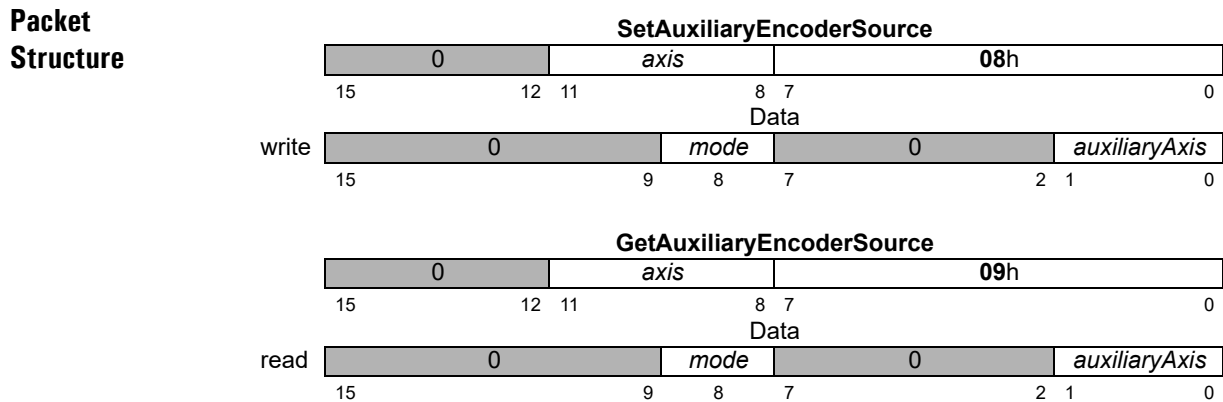 Packet
Structure
SetAuxiliaryEncoderSource
0 axis 08h
15 12 11 8 7 0
Data
write 0 mode 0 auxiliaryAxis
15 9 8 7 2 1 0
GetAuxiliaryEncoderSource
0 axis 09h
15 12 11 8 7 0
Data
read 0 mode 0 auxiliaryAxis
15 9 8 7 2 1 0